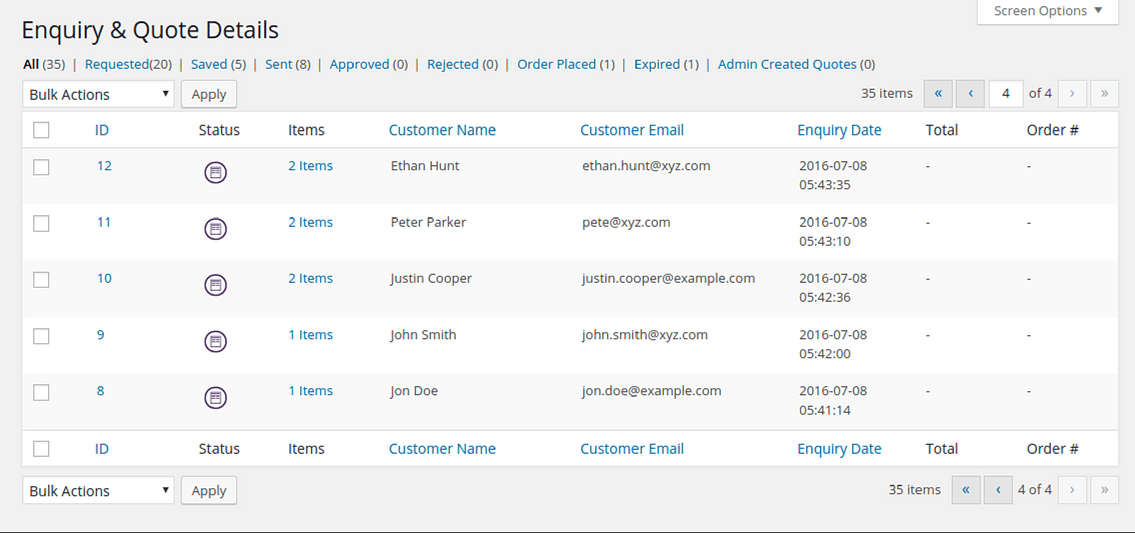 Screen Options ▼
Enquiry & Quote Details
All (35) | Requested(20) | Saved (5) | Sent (8) | Approved (0) | Rejected (0) | Order Placed (1) | Expired (1) | Admin Created Quotes (0)
Bulk Actions Apply 35 items « ‹ 4 of 4 › »
ID Status Items Customer Name Customer Email Enquiry Date Total Order #
12 2 Items Ethan Hunt ethan.hunt@xyz.com 2016-07-08 - -
05:43:35
11 2 Items Peter Parker pete@xyz.com 2016-07-08 - -
05:43:10
10 2 Items Justin Cooper justin.cooper@example.com 2016-07-08 - -
05:42:36
9 1 Items John Smith john.smith@xyz.com 2016-07-08 - -
05:42:00
8 1 Items Jon Doe jon.doe@example.com 2016-07-08 - -
05:41:14
ID Status Items Customer Name Customer Email Enquiry Date Total Order #
Bulk Actions Apply 35 items « ‹ 4 of 4 › »